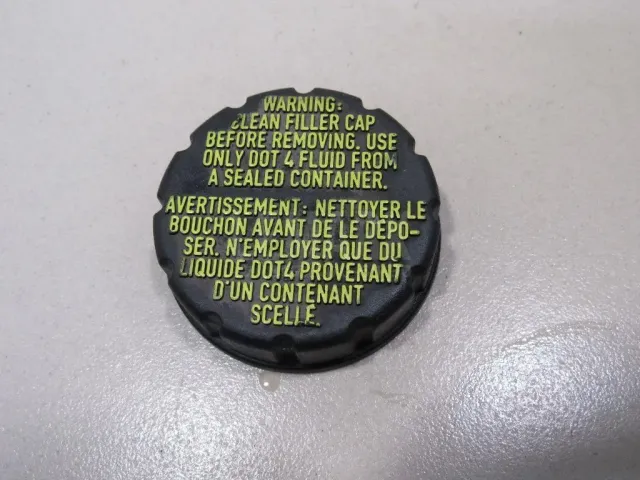 WARNING:
CLEAN FILLER CAP
BEFORE REMOVING. USE
ONLY DOT 4 FLUID FROM
A SEALED CONTAINER.
AVERTISSEMENT: NETTOYER LE
BOUCHON AVANT DE LE DÉPO-
SER. N'EMPLOYER QUE DU
LIQUIDE DOT4 PROVENANT
D'UN CONTENANT
SCELLÉ.